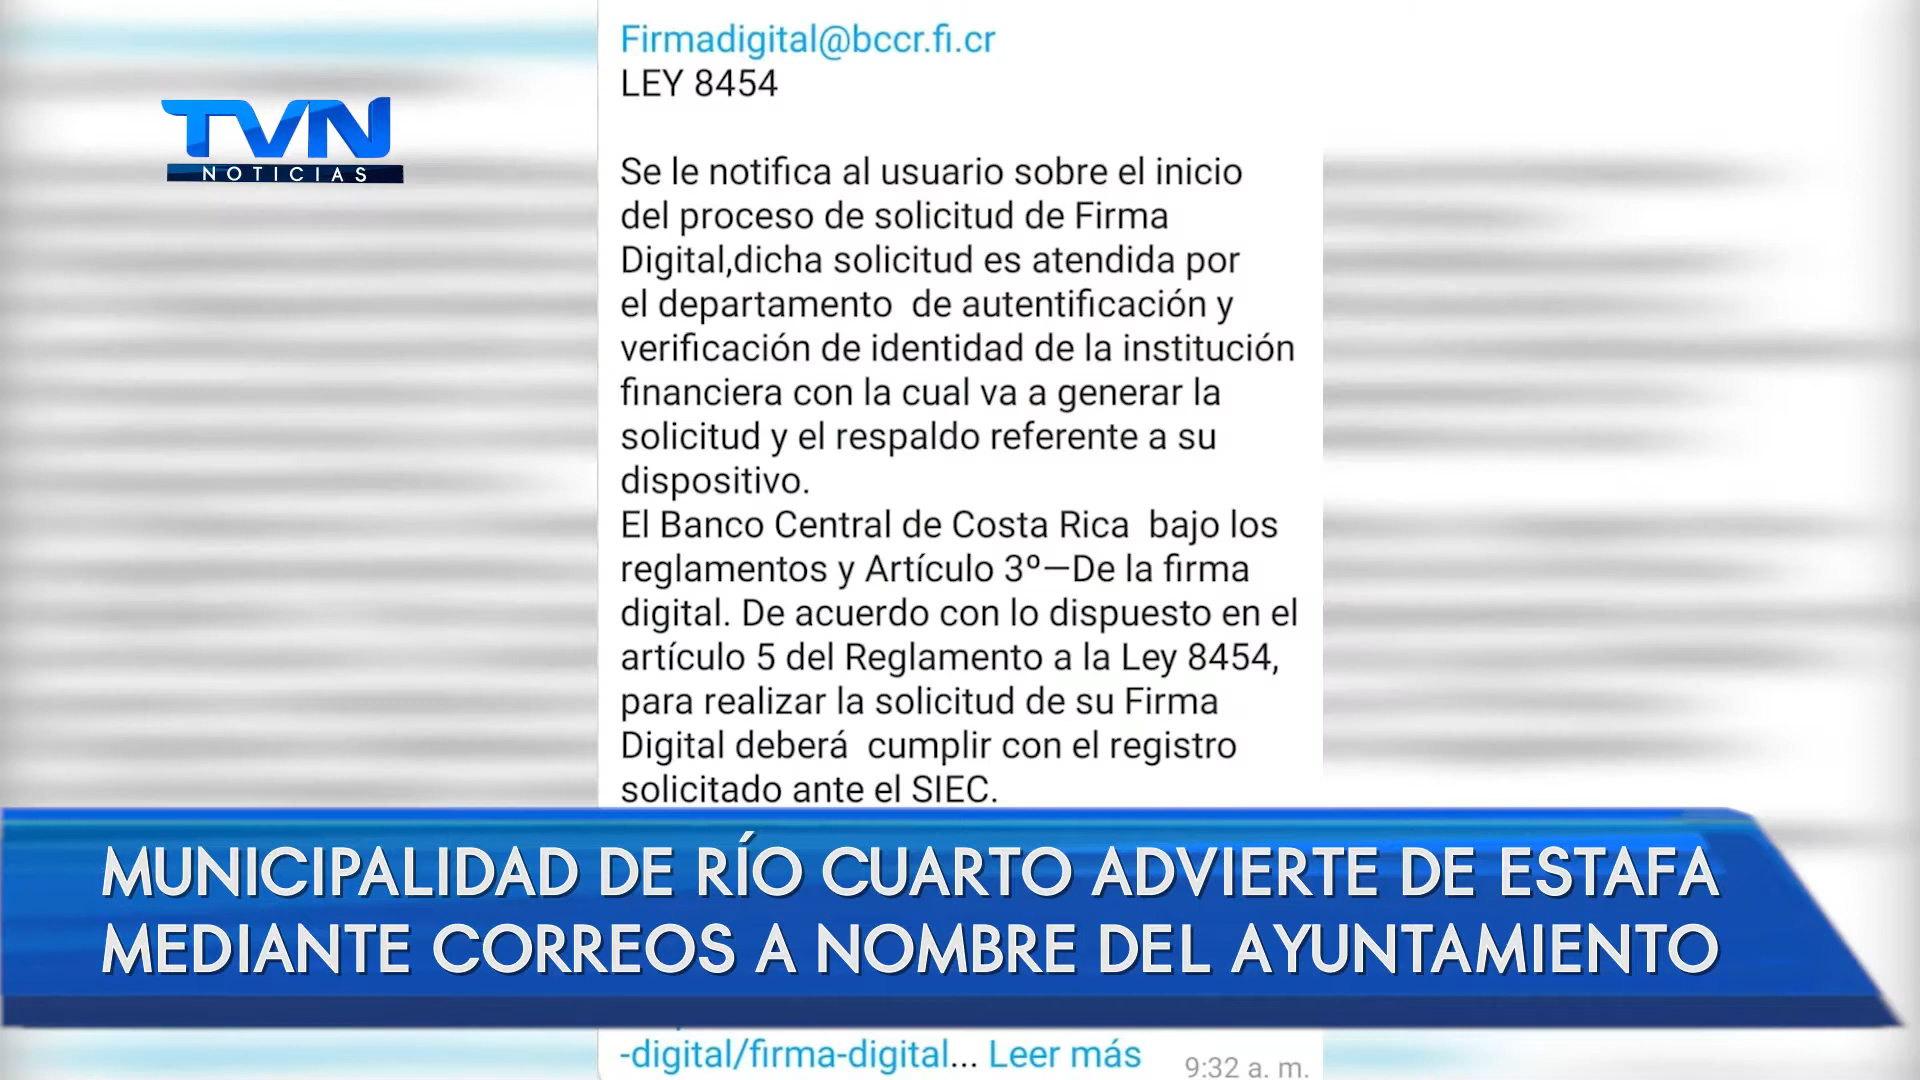 Firmadigital@bccr.fi.cr
LEY 8454
TVN
NOTICIAS
Se le notifica al usuario sobre el inicio
del proceso de solicitud de Firma
Digital,dicha solicitud es atendida por
el departamento  de autentificación y
verificación de identidad de la institución
financiera con la cual va a generar la
solicitud y el respaldo referente a su
dispositivo.
El Banco Central de Costa Rica  bajo los
reglamentos y Artículo 3º—De la firma
digital. De acuerdo con lo dispuesto en el
artículo 5 del Reglamento a la Ley 8454,
para realizar la solicitud de su Firma
Digital deberá  cumplir con el registro
solicitado ante el SIEC.
MUNICIPALIDAD DE RÍO CUARTO ADVIERTE DE ESTAFA
MEDIANTE CORREOS A NOMBRE DEL AYUNTAMIENTO
-digital/firma-digital... Leer más
9:32 a. m.